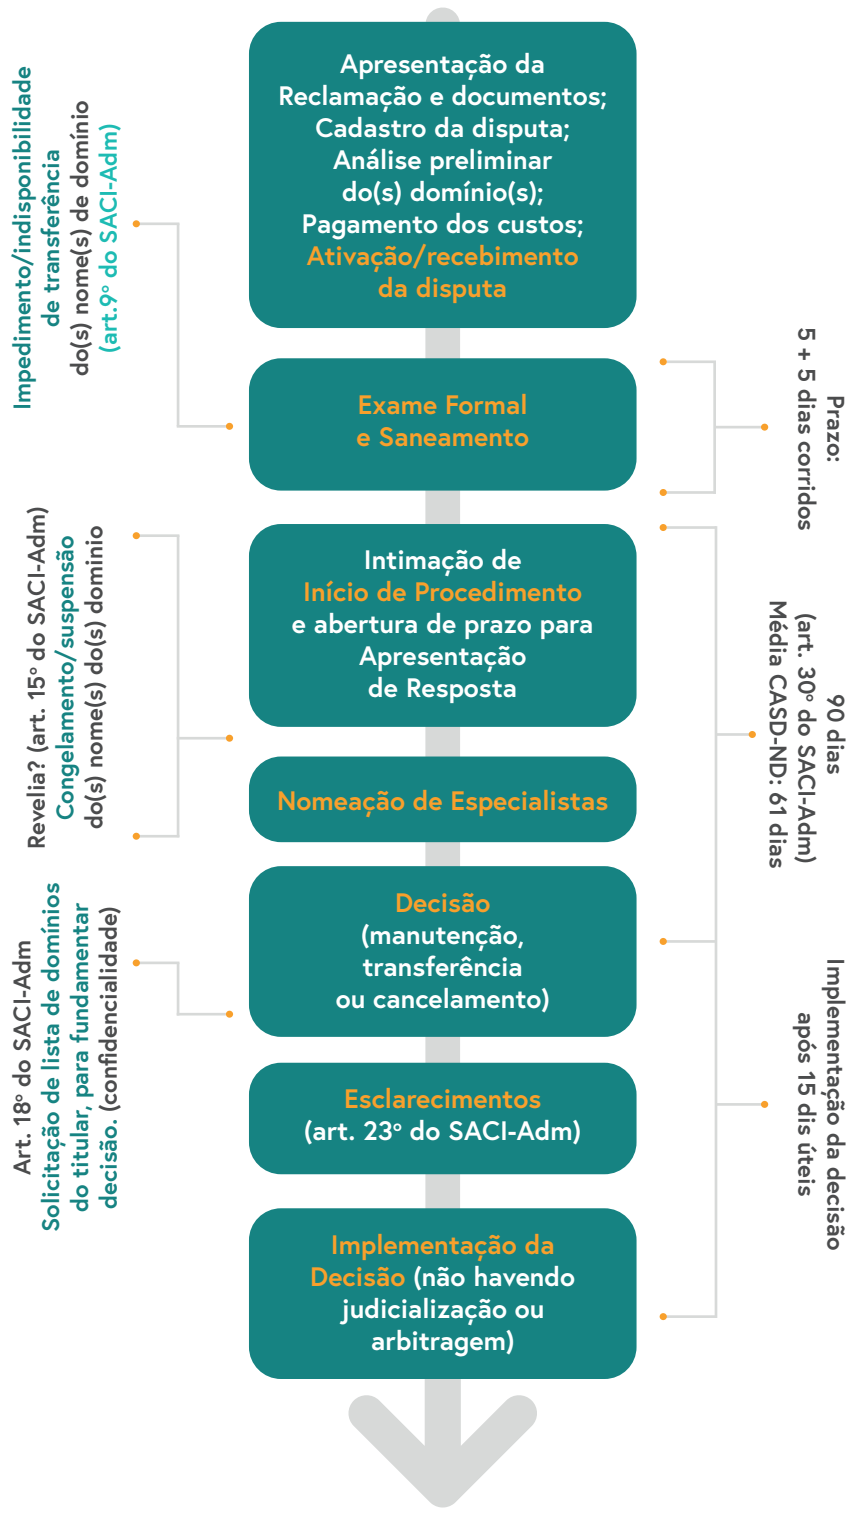 Apresentação da
Reclamação e documentos;
Cadastro da disputa;
Análise preliminar
do(s) domínio(s);
Pagamento dos custos;
Ativação/recebimento
da disputa
Impedimento/indisponibilidade
de transferência
do(s) nome(s) de domínio
(art.9º do SACI-Adm)
Exame Formal
e Saneamento
Prazo:
5 + 5 dias corridos
Intimação de
Início de Procedimento
e abertura de prazo para
Apresentação
de Resposta
Revelia? (art. 15º do SACI-Adm)
Congelamento/suspensão
do(s) nome(s) do(s) dominio
90 dias
(art. 30º do SACI-Adm)
Média CASD-ND: 61 dias
Nomeação de Especialistas
Decisão
(manutenção,
transferência
ou cancelamento)
Art. 18º do SACI-Adm
Solicitação de lista de domínios
do titular, para fundamentar
decisão. (confidencialidade)
Esclarecimentos
(art. 23º do SACI-Adm)
Implementação da decisão
após 15 dis úteis
Implementação da
Decisão (não havendo
judicialização ou
arbitragem)